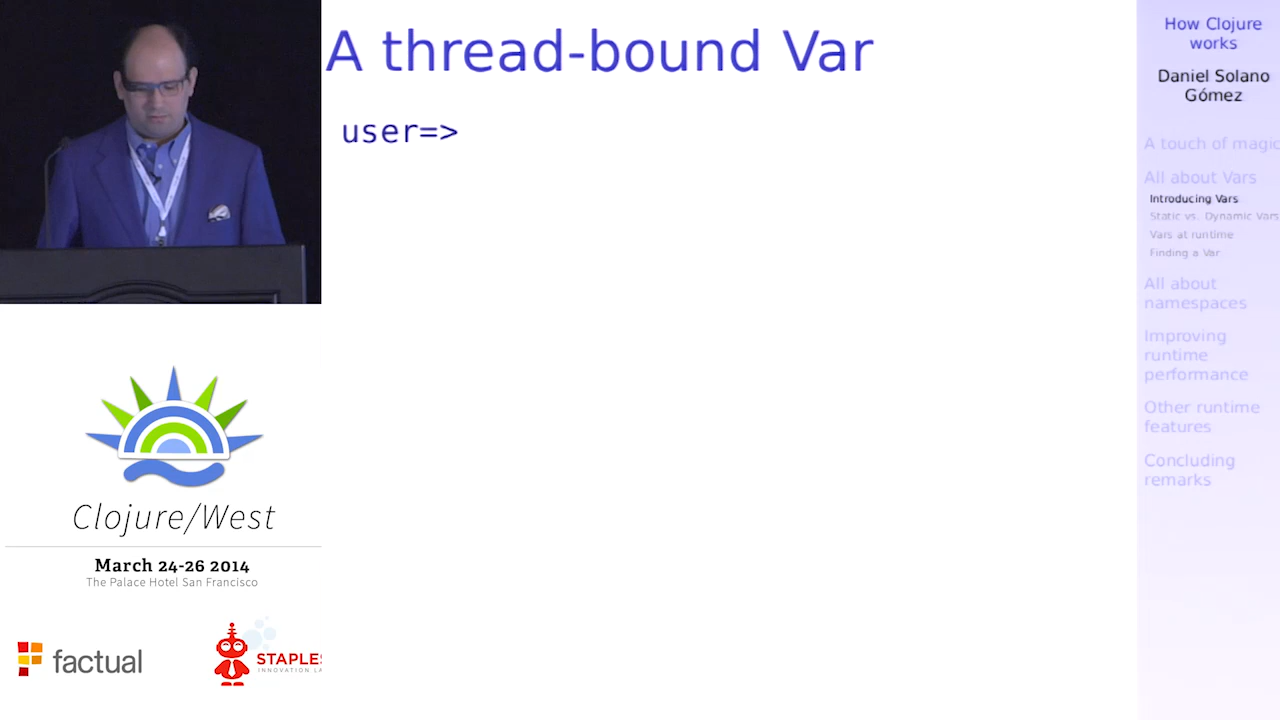 A thread-bound Var
user=>
How Clojure
works
Daniel Solano
Gómez
A touch of magic
All about Vars
Introducing Vars
Static vs. Dynamic Vars
Vars at runtime
Finding a Var
All about
namespaces
Improving
runtime
performance
Other runtime
features
Concluding
remarks
Clojure/West
March 24-26 2014
The Palace Hotel San Francisco
factual
STAPLES
INNOVATION LA